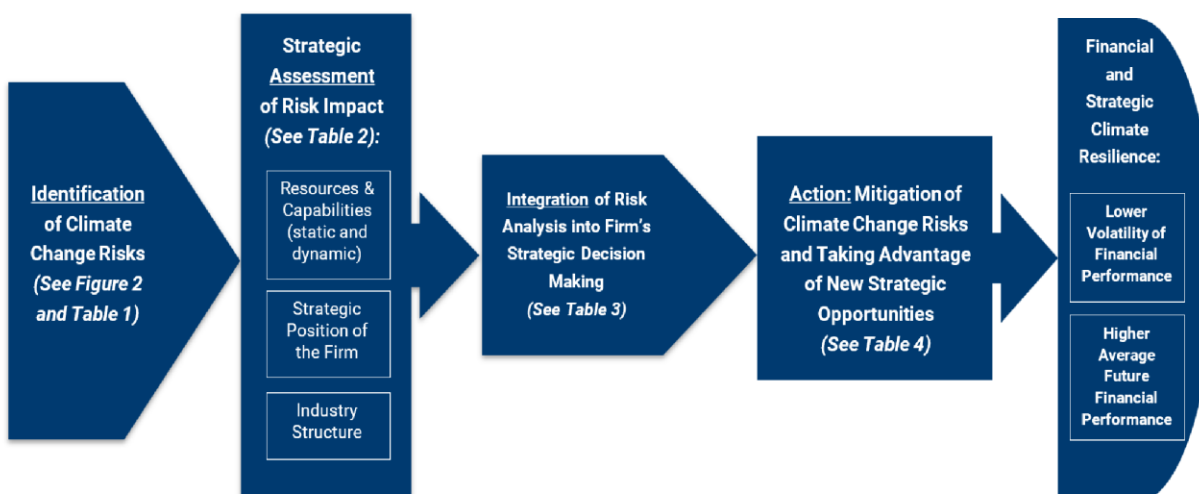 Identification
of Climate
Change Risks
(See Figure 2
and Table 1)
Strategic
Assessment
of Risk Impact
(See Table 2):
Resources &
Capabilities
(static and
dynamic)
Strategic
Position of
the Firm
Industry
Structure
Integration of Risk
Analysis into Firm's
Strategic Decision
Making
(See Table 3)
Action: Mitigation of
Climate Change Risks
and Taking Advantage
of New Strategic
Opportunities
(See Table 4)
Financial
and
Strategic
Climate
Resilience:
Lower
Volatility of
Financial
Performance
Higher
Average
Future
Financial
Performance